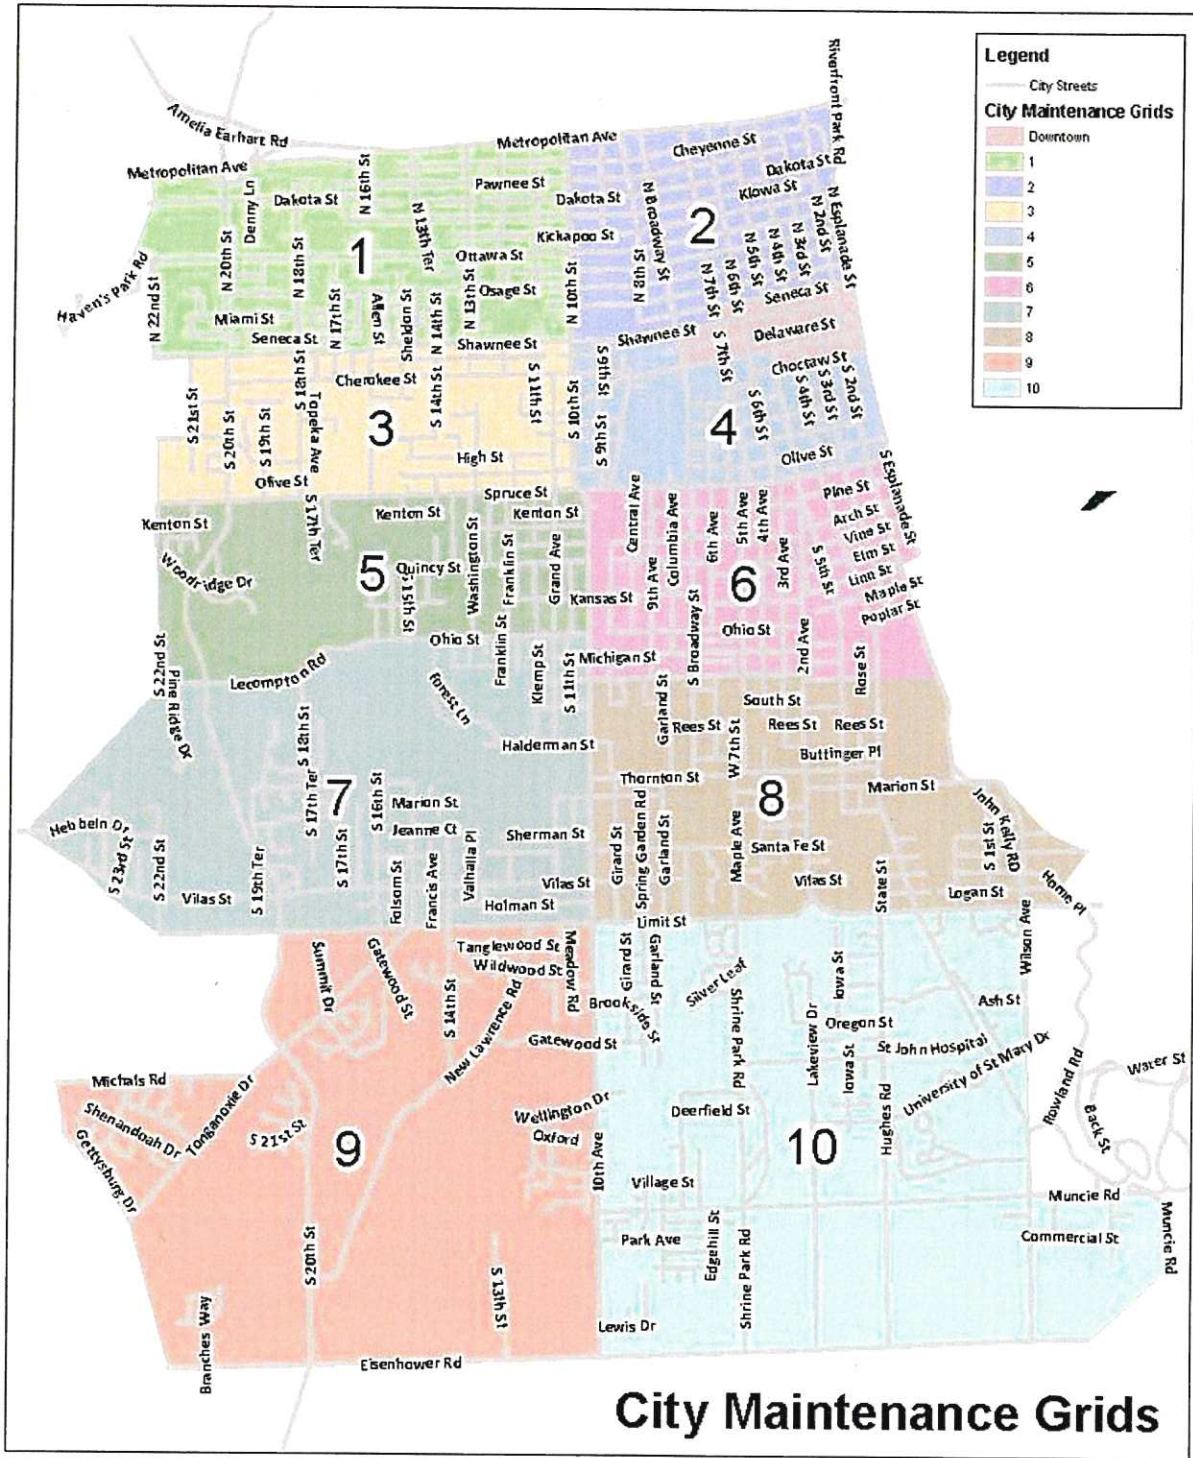 Legend
City Streets
City Maintenance Grids
Downtown
1
2
3
4
5
6
7
8
9
10
Riverfront Park Rd
Amelia Earhart Rd
Metropolitan Ave
Cheyenne St
Metropolitan Ave
N 16th St
Dakota St
Denny Ln
Dakota St
Pawnee St
Dakota St
N Broadway St
Kiowa St
N 2nd St
N Esplanade St
N 13th Ter
1
2
Kickapoo St
N 20th St
N 18th St
Ottawa St
N 8th St
N 7th St
N 6th St
N 5th St
N 4th St
N 3rd St
Haven's Park Rd
N 22nd St
N 17th St
Allen St
Sheldon St
N 14th St
N 13th St
Osage St
N 10th St
Seneca St
Miami St
Seneca St
Shawnee St
Shawnee St
Delaware St
S 18th St
Cherokee St
S 14th St
S 11th St
S 10th St
S 9th St
S 7th St
Choctaw St
S 21st St
S 20th St
S 19th St
Topeka Ave
3
S 9th St
4
S 6th St
S 4th St
S 3rd St
S 2nd St
High St
Olive St
Olive St
S Esplanade St
Spruce St
Kenton St
S 17th Ter
Kenton St
Kenton St
Central Ave
Columbia Ave
6th Ave
5th Ave
4th Ave
Pine St
Arch St
Vine St
Elm St
Linn St
Maple St
Poplar St
Woodridge Dr
5
Quincy St
S 15th St
Washington St
Franklin St
Grand Ave
Kansas St
9th Ave
6
3rd Ave
S 5th St
S Broadway St
Ohio St
Ohio St
2nd Ave
S 22nd St
Lecompton Rd
Franklin St
Klemp St
S 11th St
Michigan St
Rose St
Pine Ridge Dr
Forest Ln
Garland St
South St
S 18th St
Rees St
Rees St
Rees St
W 7th St
Halderman St
Buttinger Pl
S 17th Ter
7
S 16th St
Marion St
Thornton St
8
Marion St
John Kelly RD
Hebbeln Dr
S 23rd St
S 22nd St
Jeanne Ct
Valhalla Pl
Sherman St
Girard St
Spring Garden Rd
Garland St
Maple Ave
Santa Fe St
S 1st St
S 19th Ter
S 17th St
Folsom St
Francis Ave
Vilas St
Vilas St
State St
Logan St
Home Pl
Vilas St
Holman St
Limit St
Wilson Ave
Summit Dr
Gatewood St
Tanglewood St
Wildwood St
Meadow Rd
Girard St
Garland St
Silver Leaf
Iowa St
S 14th St
New Lawrence Rd
Brookside St
Shrine Park Rd
Lakeview Dr
Oregon St
Ash St
Gatewood St
Iowa St
St John Hospital
University of St Mary Dr
Rowland Rd
Water St
Michals Rd
Shenandoah Dr
Tonganoxie Dr
Gettysburg Dr
S 21st St
9
Wellington Dr
Oxford
10th Ave
Deerfield St
10
Hughes Rd
Back St
Village St
Muncie Rd
Muncie Rd
S 20th St
Park Ave
Edgehill St
Shrine Park Rd
Commercial St
S 13th St
Branches Way
Lewis Dr
Eisenhower Rd
City Maintenance Grids